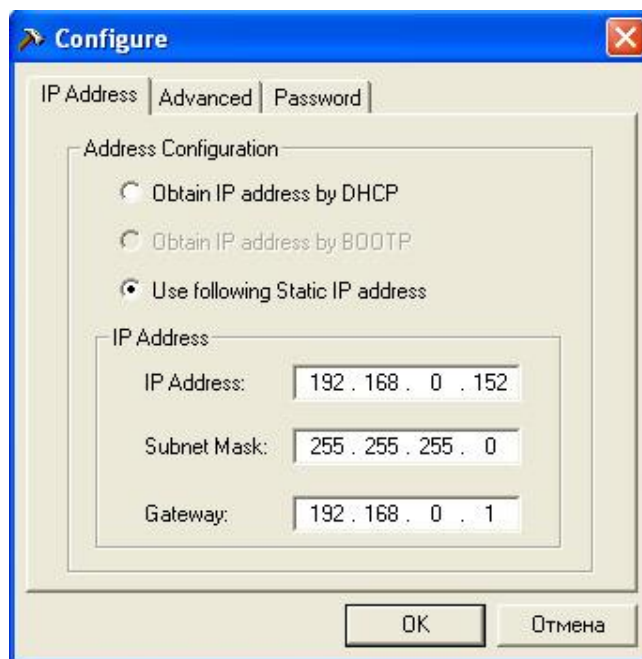 Configure
IP Address Advanced Password
Address Configuration
Obtain IP address by DHCP
Obtain IP address by BOOTP
Use following Static IP address
IP Address
IP Address: 192 . 168 . 0 . 152
Subnet Mask: 255 . 255 . 255 . 0
Gateway: 192 . 168 . 0 . 1
OK Отмена